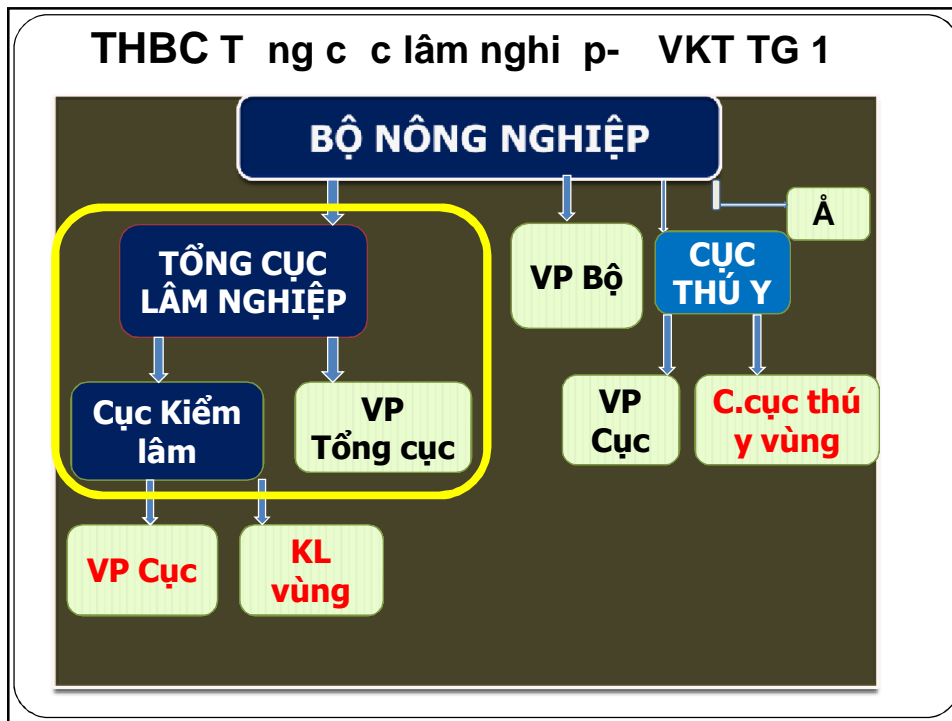 THBC T ng c c lâm nghi p- VKT TG 1
BỘ NÔNG NGHIỆP
Å
TỔNG CỤC
LÂM NGHIỆP
VP Bộ
CỤC
THÚ Y
Cục Kiểm
lâm
VP
Tổng cục
VP
Cục
C.cục thú
y vùng
VP Cục
KL
vùng